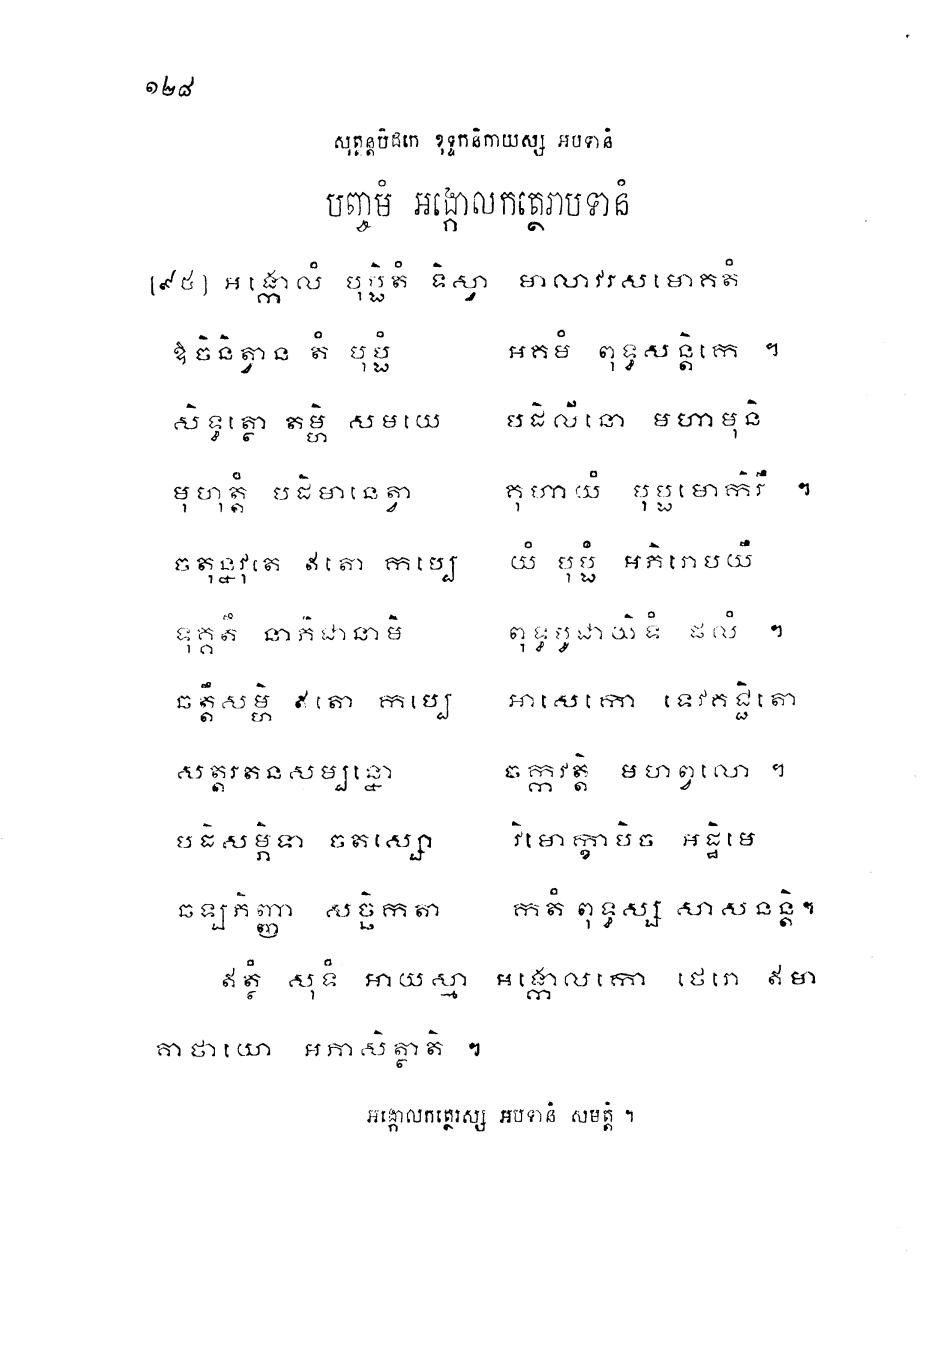 ១២៨
សុត្តន្តបិដកេ ខុទ្ទកនិកាយស្ស អបទានំ
បញ្ចមំ អង្កោលកត្ថេរាបទានំ
[៩៥] អង្កោលំ បុប្ផិតំ ទិស្វា មាលាវរសមោគតំ
ឱចិនិត្វាន តំ បុប្ផំ អគមំ ពុទ្ធសន្តិកេ ។
សិទ្ធត្ថោ តម្ហិ សមយេ បដិលីនោ មហាមុនិ
មុហុត្តំ បដិមានេត្វា គុហាយំ បុប្ផមោកិរឹ ។
ចតុន្នវុតេ ឥតោ កប្បេ យំ បុប្ផំ អភិរោបយឹ
ទុគ្គតឹ នាភិជានាមិ ពុទ្ធបូជាយិទំ ផលំ ។
ឆត្តឹសម្ហិ ឥតោ កប្បេ អាសេកោ ទេវគជ្ជិតោ
សត្តរតនសម្បន្នោ ចក្កវត្តិ មហព្វលោ ។
បដិសម្ភិទា ចតស្សោ វិមោក្ខាបិច អដ្ឋិមេ
ឆឡភិញ្ញា សច្ឆិកតា កតំ ពុទ្ធស្ស សាសនន្តិ។
ឥត្ថំ សុទំ អាយស្មា អង្កោលកោ ថេរោ ឥមា
គាថាយោ អភាសិត្ថាតិ ។
អង្កោលកត្ថេរស្ស អបទានំ សមត្តំ ។